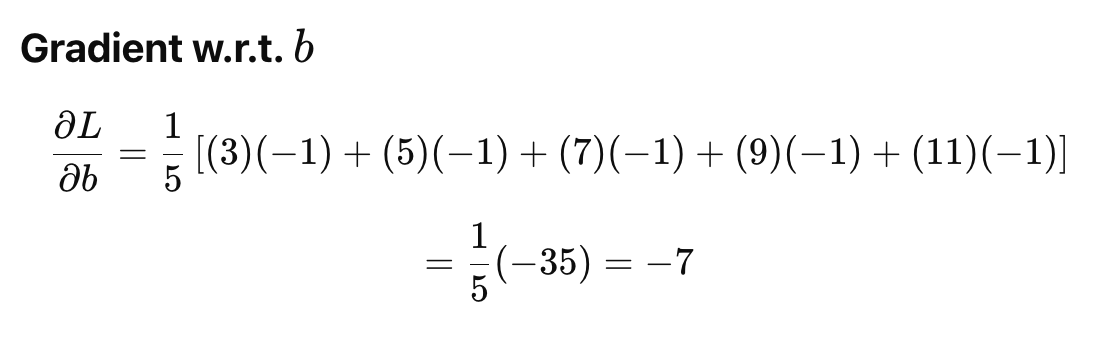 Gradient w.r.t. b
∂L/∂b = 1/5 [(3)(−1) + (5)(−1) + (7)(−1) + (9)(−1) + (11)(−1)]
= 1/5 (−35) = −7